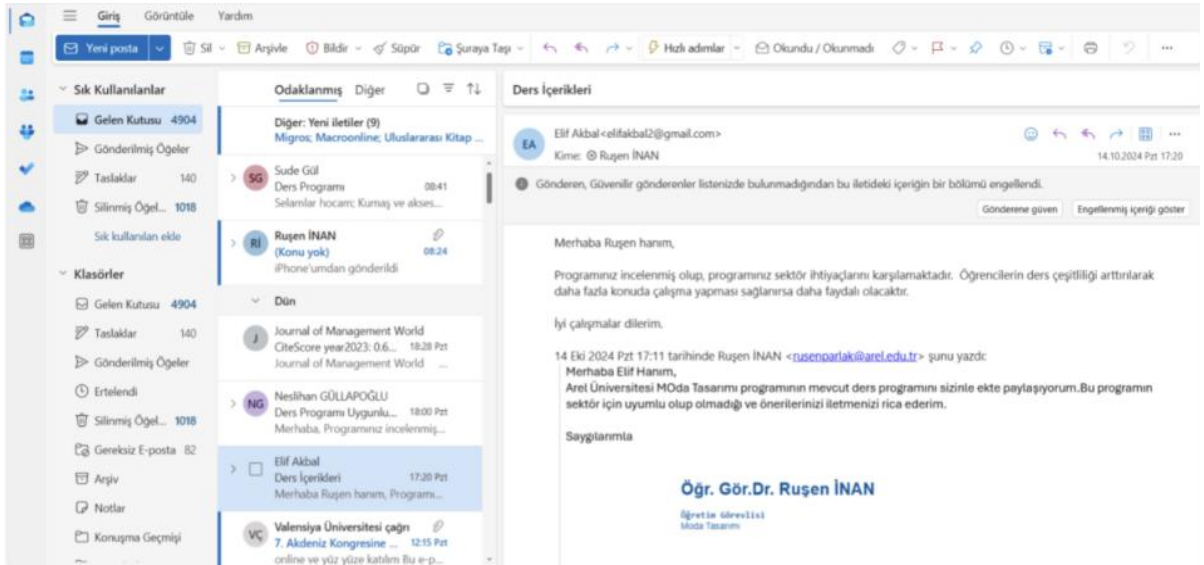 Giriş Görüntüle Yardım
Yeni posta Sil Arşivle Bildir Süpür Şuraya Taşı Hızlı adımlar Okundu / Okunmadı ...
Sık Kullanılanlar
Gelen Kutusu 4904
Gönderilmiş Öğeler
Taslaklar 140
Silinmiş Öğel... 1018
Sık kullanılan ekle
Klasörler
Gelen Kutusu 4904
Taslaklar 140
Gönderilmiş Öğeler
Ertelendi
Silinmiş Öğel... 1018
Gereksiz E-posta 82
Arşiv
Notlar
Konuşma Geçmişi
Odaklanmış Diğer
Diğer: Yeni iletiler (9)
Migros; Macroonline; Uluslararası Kitap ...
SG
Sude Gül
Ders Programı 08:41
Selamlar hocam; Kumaş ve akses...
RI
Ruşen İNAN
(Konu yok) 08:24
iPhone'umdan gönderildi
Dün
J
Journal of Management World
CiteScore year2023: 0.6... 18:28 Pzt
Journal of Management World ...
NG
Neslihan GÜLLAPOĞLU
Ders Programı Uygunlu... 18:00 Pzt
Merhaba, Programınız incelenmiş...
Elif Akbal
Ders İçerikleri 17:20 Pzt
Merhaba Ruşen hanım, Programı...
VÇ
Valensiya Üniversitesi çağrı
7. Akdeniz Kongresine ... 12:15 Pzt
online ve yüz yüze katılım Bu e-p...
Ders İçerikleri
EA
Elif Akbal<elifakbal2@gmail.com>
Kime: Ruşen İNAN
14.10.2024 Pzt 17:20
Gönderen, Güvenilir gönderenler listenizde bulunmadığından bu iletideki içeriğin bir bölümü engellendi.
Gönderene güven Engellenmiş içeriği göster
Merhaba Ruşen hanım,
Programınız incelenmiş olup, programınız sektör ihtiyaçlarını karşılamaktadır. Öğrencilerin ders çeşitliliği arttırılarak
daha fazla konuda çalışma yapması sağlanırsa daha faydalı olacaktır.
İyi çalışmalar dilerim.
14 Eki 2024 Pzt 17:11 tarihinde Ruşen İNAN <rusenparlak@arel.edu.tr> şunu yazdı:
Merhaba Elif Hanım,
Arel Üniversitesi MOda Tasarımı programının mevcut ders programını sizinle ekte paylaşıyorum.Bu programın
sektör için uyumlu olup olmadığı ve önerilerinizi iletmenizi rica ederim.
Saygılarımla
Öğr. Gör.Dr. Ruşen İNAN
Öğretim Görevlisi
Moda Tasarımı